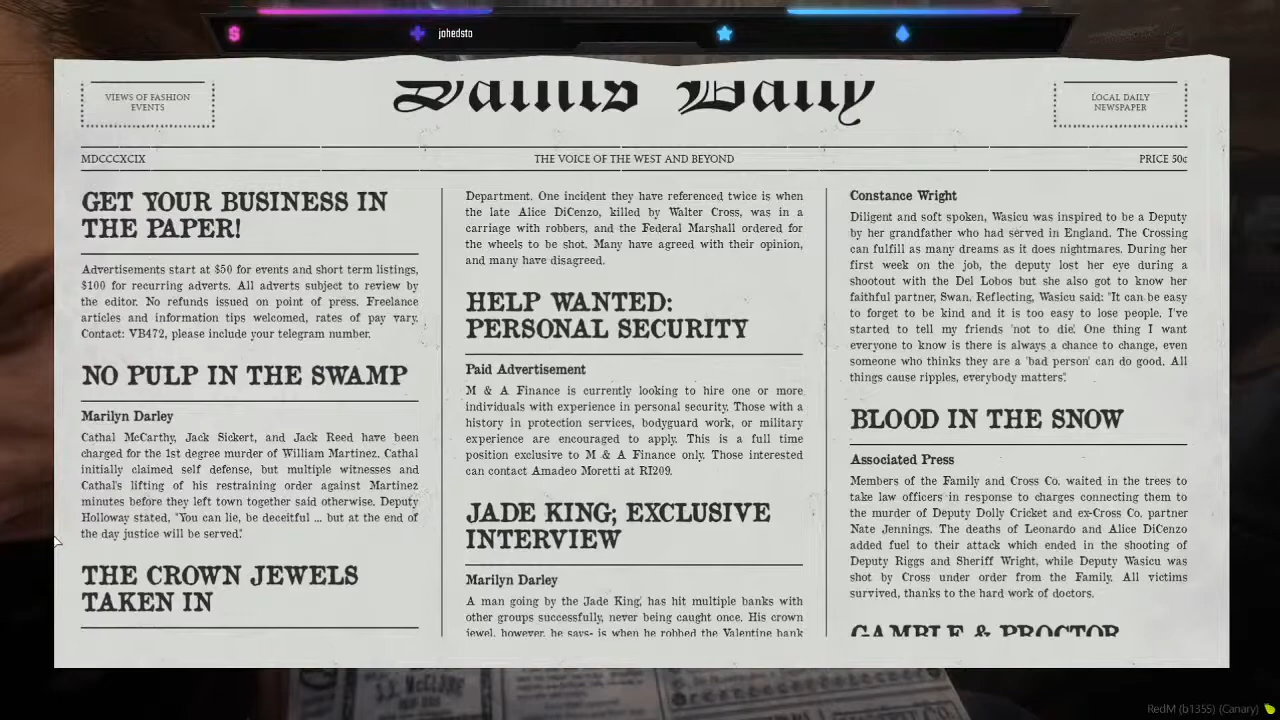 johedsto
VIEWS OF FASHION
EVENTS
Daily
LOCAL DAILY
NEWSPAPER
MDCCCXCIX
THE VOICE OF THE WEST AND BEYOND
PRICE 50¢
GET YOUR BUSINESS IN
THE PAPER!
Advertisements start at $50 for events and short term listings,
$100 for recurring adverts. All adverts subject to review by
the editor. No refunds issued on point of press. Freelance
articles and information tips welcomed, rates of pay vary.
Contact: VB472, please include your telegram number.
NO PULP IN THE SWAMP
Marilyn Darley
Cathal McCarthy, Jack Sickert, and Jack Reed have been
charged for the 1st degree murder of William Martinez. Cathal
initially claimed self defense, but multiple witnesses and
Cathal's lifting of his restraining order against Martinez
minutes before they left town together said otherwise. Deputy
Holloway stated, "You can lie, be deceitful ... but at the end of
the day justice will be served."
THE CROWN JEWELS
TAKEN IN
Department. One incident they have referenced twice is when
the late Alice DiCenzo, killed by Walter Cross, was in a
carriage with robbers, and the Federal Marshall ordered for
the wheels to be shot. Many have agreed with their opinion,
and many have disagreed.
HELP WANTED:
PERSONAL SECURITY
Paid Advertisement
M & A Finance is currently looking to hire one or more
individuals with experience in personal security. Those with a
history in protection services, bodyguard work, or military
experience are encouraged to apply. This is a full time
position exclusive to M & A Finance only. Those interested
can contact Amadeo Moretti at RI209.
JADE KING; EXCLUSIVE
INTERVIEW
Marilyn Darley
A man going by the Jade King, has hit multiple banks with
other groups successfully, never being caught once. His crown
jewel, however, he says- is when he robbed the Valentine bank
Constance Wright
Diligent and soft spoken, Wasicu was inspired to be a Deputy
by her grandfather who had served in England. The Crossing
can fulfill as many dreams as it does nightmares. During her
first week on the job, the deputy lost her eye during a
shootout with the Del Lobos but she also got to know her
faithful partner, Swan. Reflecting, Wasicu said: "It can be easy
to forget to be kind and it is too easy to lose people. I've
started to tell my friends 'not to die'. One thing I want
everyone to know is there is always a chance to change, even
someone who thinks they are a 'bad person' can do good. All
things cause ripples, everybody matters".
BLOOD IN THE SNOW
Associated Press
Members of the Family and Cross Co. waited in the trees to
take law officers in response to charges connecting them to
the murder of Deputy Dolly Cricket and ex-Cross Co. partner
Nate Jennings. The deaths of Leonardo and Alice DiCenzo
added fuel to their attack which ended in the shooting of
Deputy Riggs and Sheriff Wright, while Deputy Wasicu was
shot by Cross under order from the Family. All victims
survived, thanks to the hard work of doctors.
GAMBLE & PROCTOR
RedM (b1355) (Canary)